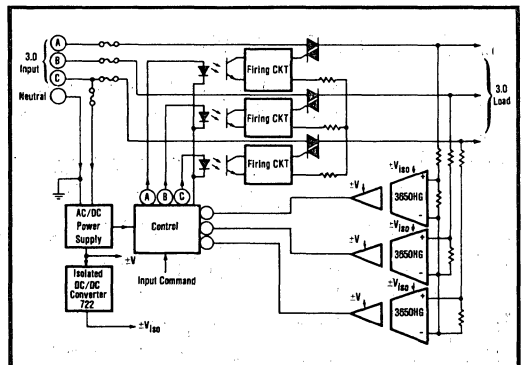 A
3.0
Input
B
C
Neutral
Firing CKT
Firing CKT
Firing CKT
3.0
Load
A B C
AC/DC
Power
Supply
Control
±V
Input Command
Isolated
DC/DC
Converter
722
±Viso
±V
±Viso
3650HG
+
-
±V
±Viso
3650HG
+
-
±V
±Viso
3650HG
+
-